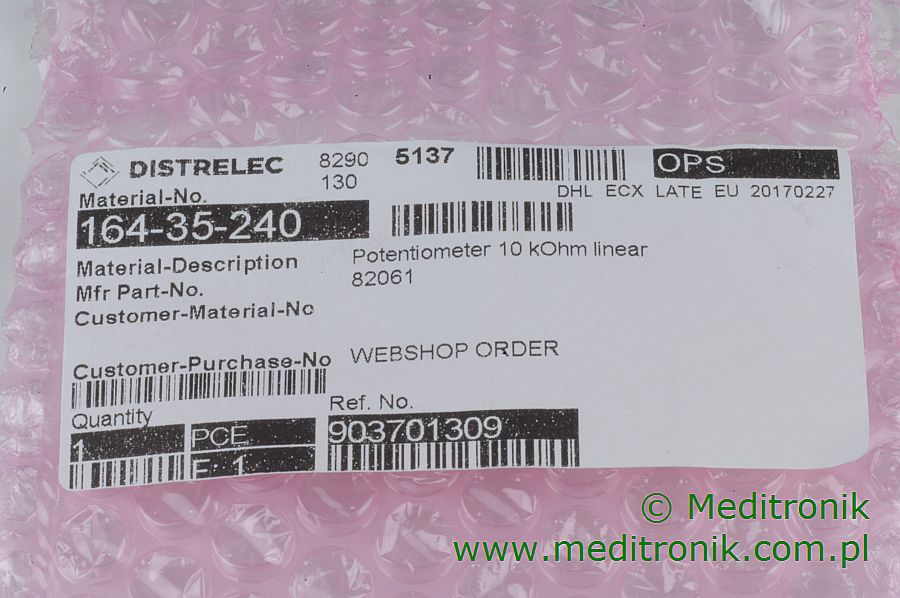 DISTRELEC 8290 5137 OPS
130
DHL ECX LATE EU 20170227
Material-No.
164-35-240
Material-Description Potentiometer 10 kOhm linear
Mfr Part-No. 82061
Customer-Material-No
Customer-Purchase-No WEBSHOP ORDER
Quantity Ref. No.
1 PCE 903701309
F: 1
© Meditronik
www.meditronik.com.pl